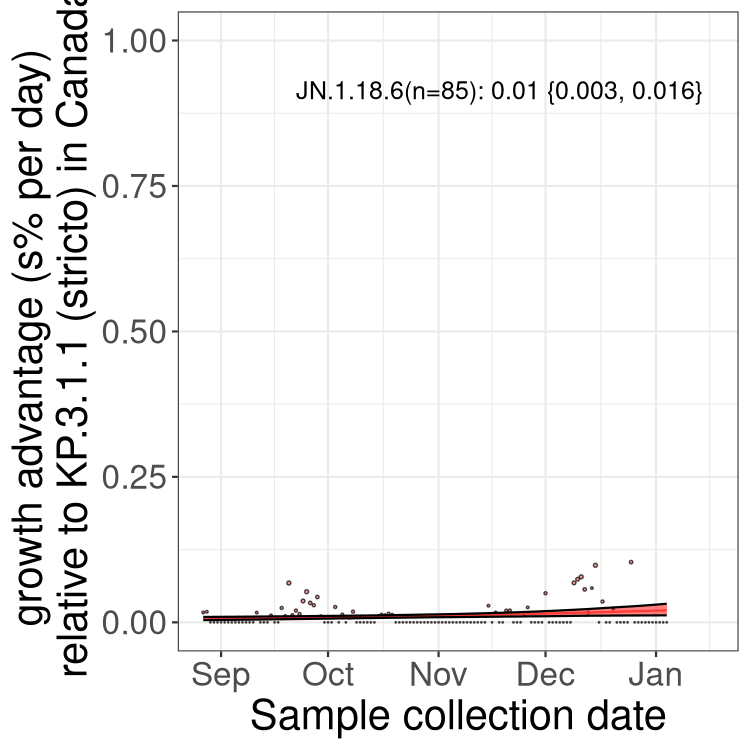 growth advantage (s% per day)
relative to KP.3.1.1 (stricto) in Canada
1.00
0.75
0.50
0.25
0.00
JN.1.18.6(n=85): 0.01 {0.003, 0.016}
Sep Oct Nov Dec Jan
Sample collection date